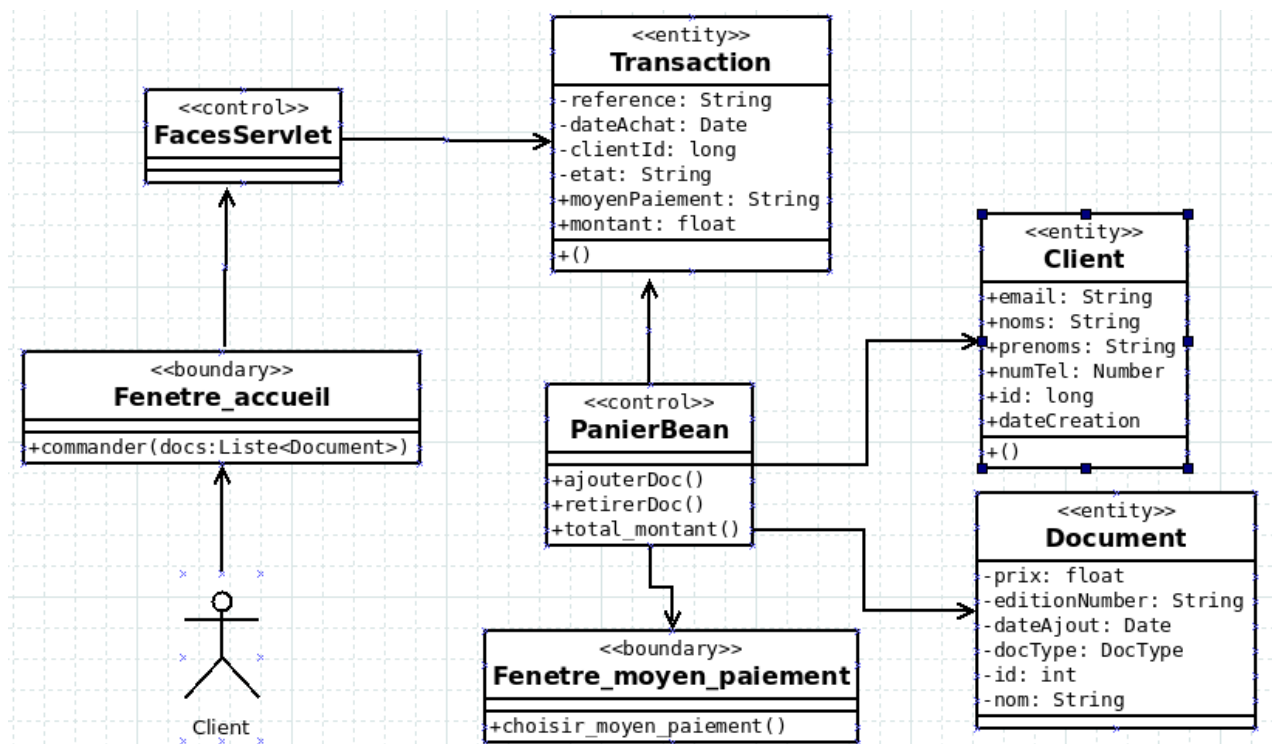 <<entity>>
Transaction
-reference: String
-dateAchat: Date
-clientId: long
-etat: String
+moyenPaiement: String
+montant: float
+()
<<control>>
FacesServlet
<<entity>>
Client
+email: String
+noms: String
+prenoms: String
+numTel: Number
+id: long
+dateCreation
+()
<<boundary>>
Fenetre_accueil
+commander(docs:Liste<Document>)
<<control>>
PanierBean
+ajouterDoc()
+retirerDoc()
+total_montant()
<<entity>>
Document
-prix: float
-editionNumber: String
-dateAjout: Date
-docType: DocType
-id: int
-nom: String
<<boundary>>
Fenetre_moyen_paiement
+choisir_moyen_paiement()
Client